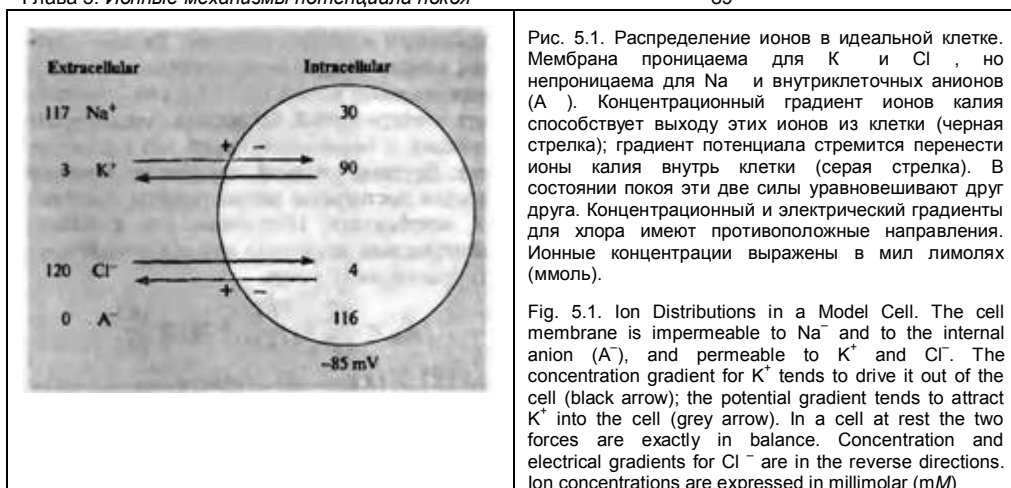 Глава 5. Ионные механизмы потенциала покоя 89
Extracellular Intracellular
117 Na⁺ 30
+ −
3 K⁺ 90
120 Cl⁻ 4
+ −
0 A⁻ 116
−85 mV
Рис. 5.1. Распределение ионов в идеальной клетке.
Мембрана проницаема для K и Cl , но
непроницаема для Na и внутриклеточных анионов
(A ). Концентрационный градиент ионов калия
способствует выходу этих ионов из клетки (черная
стрелка); градиент потенциала стремится перенести
ионы калия внутрь клетки (серая стрелка). В
состоянии покоя эти две силы уравновешивают друг
друга. Концентрационный и электрический градиенты
для хлора имеют противоположные направления.
Ионные концентрации выражены в мил лимолях
(ммоль).
Fig. 5.1. Ion Distributions in a Model Cell. The cell
membrane is impermeable to Na⁻ and to the internal
anion (A⁻), and permeable to K⁺ and Cl⁻. The
concentration gradient for K⁺ tends to drive it out of the
cell (black arrow); the potential gradient tends to attract
K⁺ into the cell (grey arrow). In a cell at rest the two
forces are exactly in balance. Concentration and
electrical gradients for Cl ⁻ are in the reverse directions.
Ion concentrations are expressed in millimolar (mM)